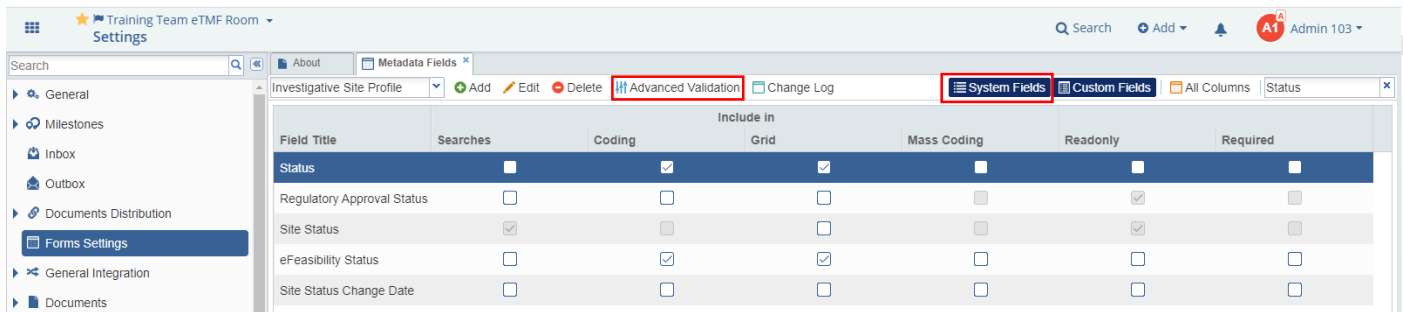 Training Team eTMF Room
Settings
Search
Add
A
A1
Admin 103
Search
About
Metadata Fields
Investigative Site Profile
Add
Edit
Delete
Advanced Validation
Change Log
System Fields
Custom Fields
All Columns
Status
General
Milestones
Inbox
Outbox
Documents Distribution
Forms Settings
General Integration
Documents
Include in
Field Title Searches Coding Grid Mass Coding Readonly Required
Status
Regulatory Approval Status
Site Status
eFeasibility Status
Site Status Change Date